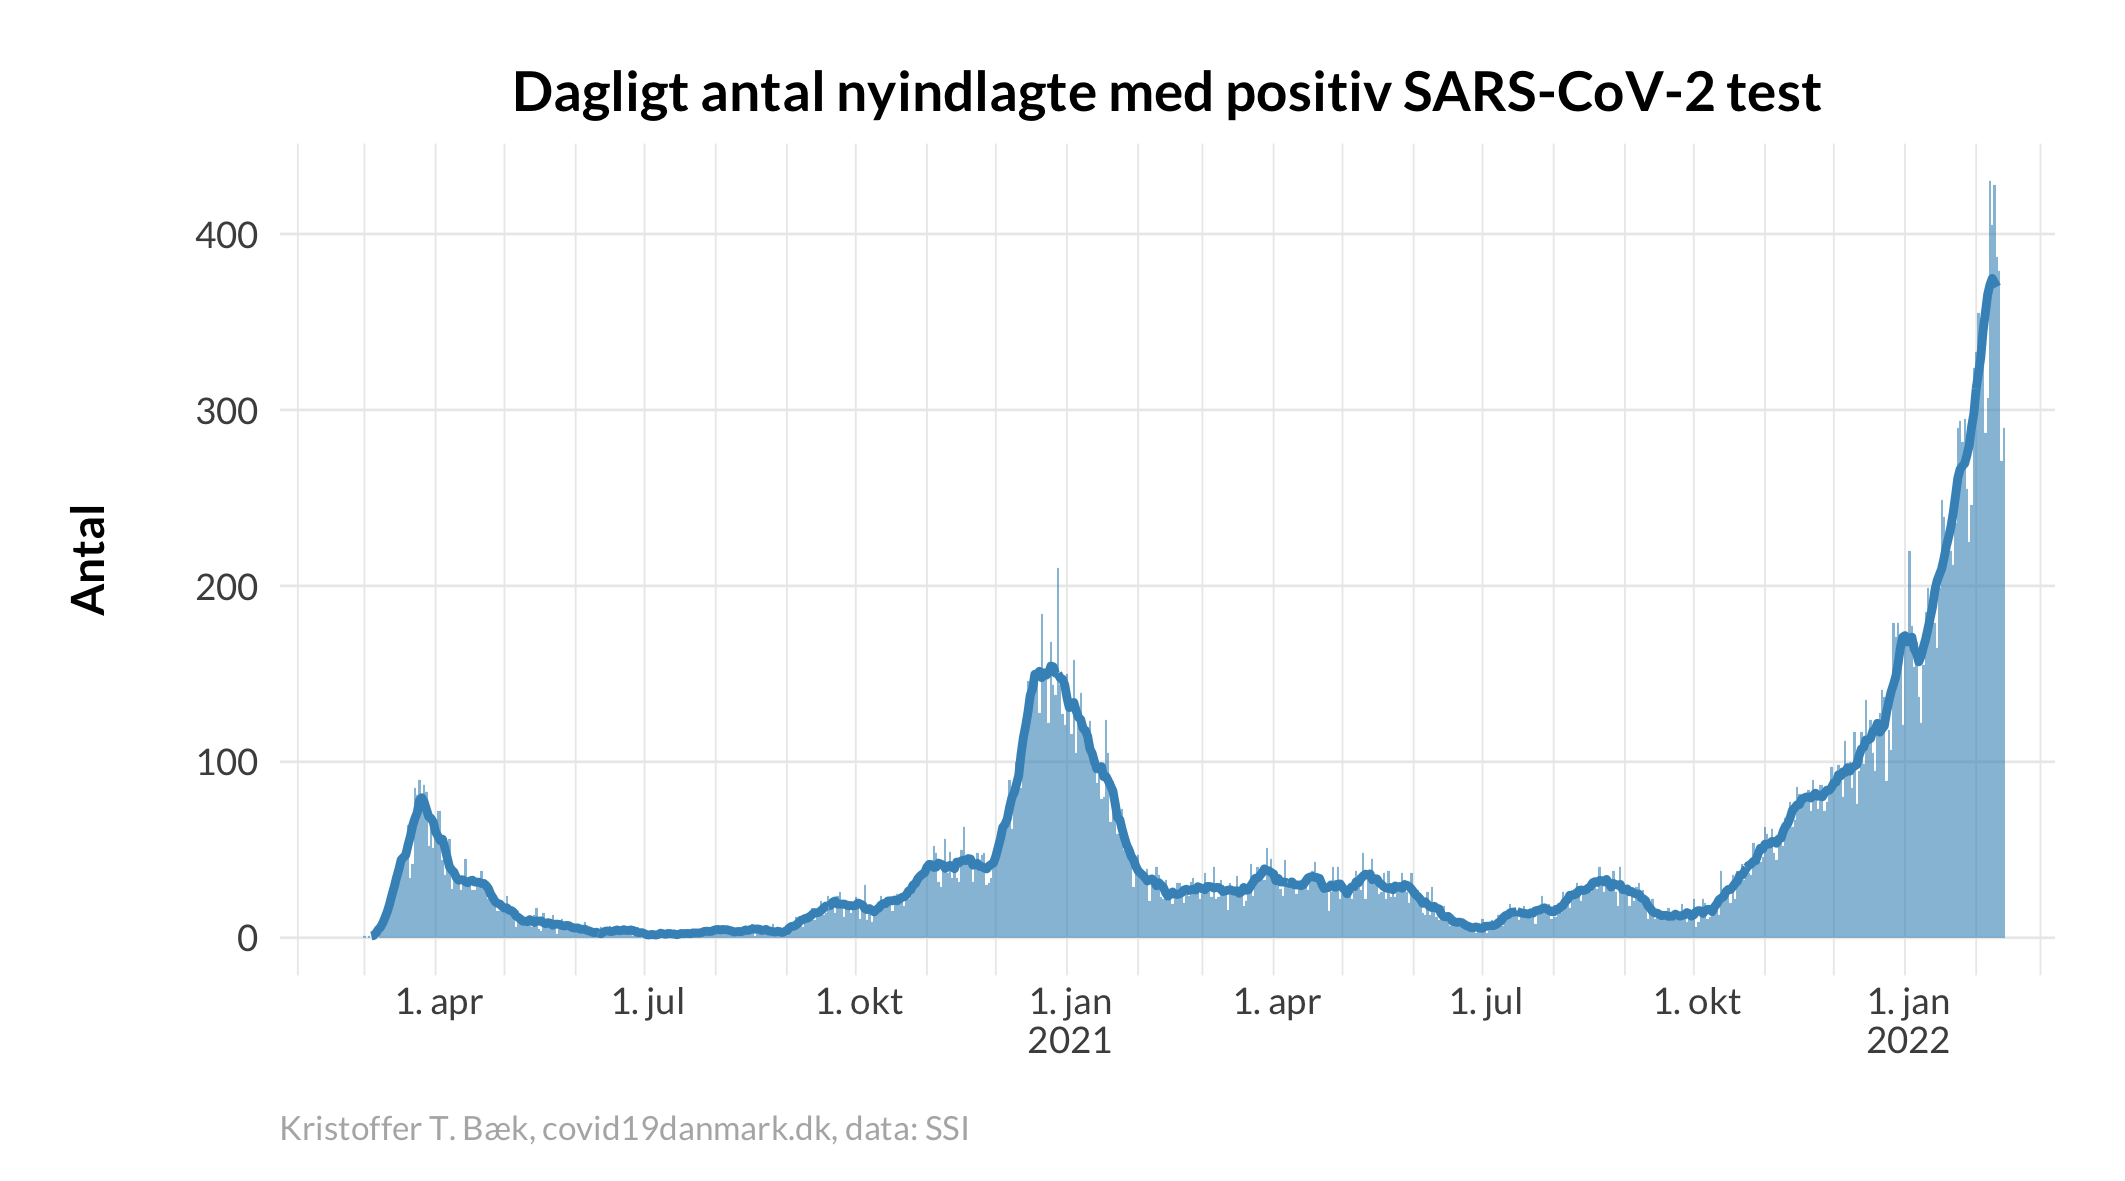 Dagligt antal nyindlagte med positiv SARS-CoV-2 test
Antal
400
300
200
100
0
1. apr
1. jul
1. okt
1. jan
2021
1. apr
1. jul
1. okt
1. jan
2022
Kristoffer T. Bæk, covid19danmark.dk, data: SSI